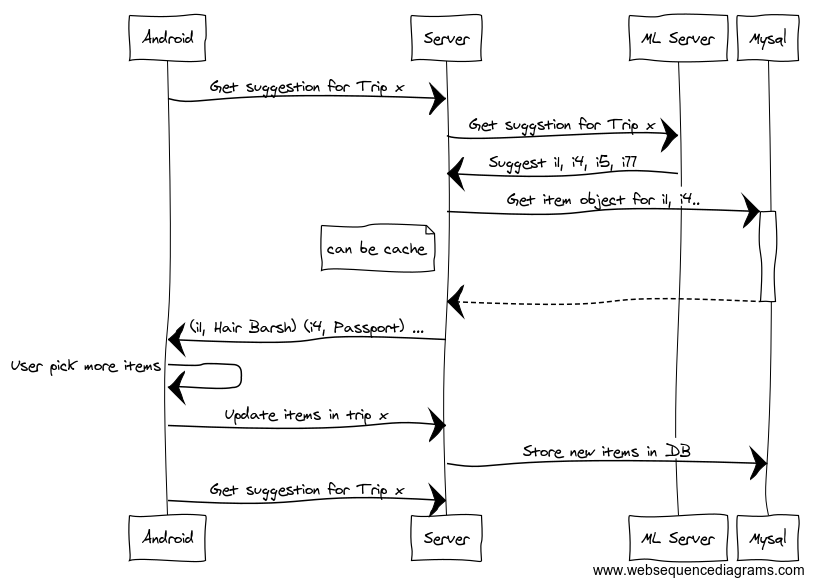 Android Server ML Server Mysql
Get suggestion for Trip x
Get suggstion for Trip x
Suggest i1, i4, i5, i77
Get item object for i1, i4..
can be cache
(i1, Hair Barsh) (i4, Passport) ...
User pick more items
Update items in trip x
Store new items in DB
Get suggestion for Trip x
Android Server ML Server Mysql
www.websequencediagrams.com